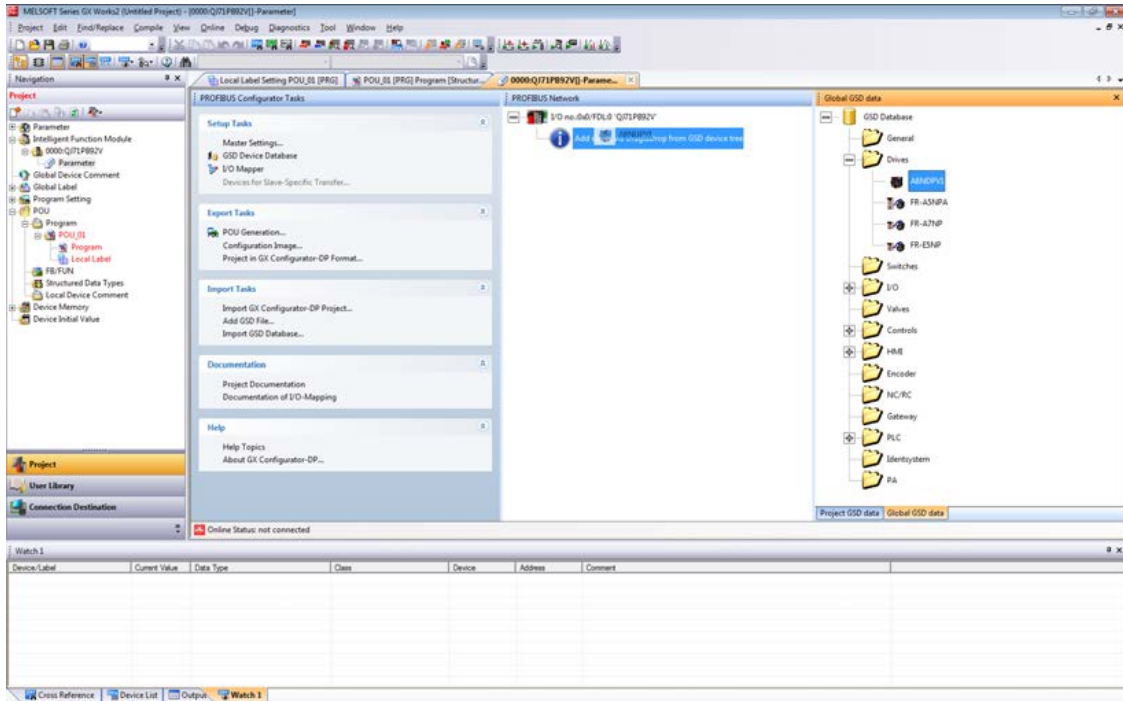 MELSOFT Series GX Works2 (Untitled Project) - [0000:QJ71PB92V[]-Parameter]
Project Edit Find/Replace Compile View Online Debug Diagnostics Tool Window Help
Navigation
Local Label Setting POU_01 [PRG]
POU_01 [PRG] Program [Structur...
0000:QJ71PB92V[]-Parame...
Project
Parameter
Intelligent Function Module
0000:QJ71PB92V
Parameter
Global Device Comment
Global Label
Program Setting
POU
Program
POU_01
Program
Local Label
FB/FUN
Structured Data Types
Local Device Comment
Device Memory
Device Initial Value
Project
User Library
Connection Destination
PROFIBUS Configurator Tasks
Setup Tasks
Master Settings...
GSD Device Database
I/O Mapper
Devices for Slave-Specific Transfer...
Export Tasks
POU Generation...
Configuration Image...
Project in GX Configurator-DP Format...
Import Tasks
Import GX Configurator-DP Project...
Add GSD File...
Import GSD Database...
Documentation
Project Documentation
Documentation of I/O-Mapping
Help
Help Topics
About GX Configurator-DP...
PROFIBUS Network
I/O no.:0x0/FDL:0 'QJ71PB92V'
drop from GSD device tree
Global GSD data
GSD Database
General
Drives
A8NDPV1
FR-A5NPA
FR-A7NP
FR-E5NP
Switches
I/O
Valves
Controls
HMI
Encoder
NC/RC
Gateway
PLC
Identsystem
PA
Project GSD data
Global GSD data
Online Status: not connected
Watch 1
Device/Label Current Value Data Type Class Device Address Comment
Cross Reference Device List Output Watch 1